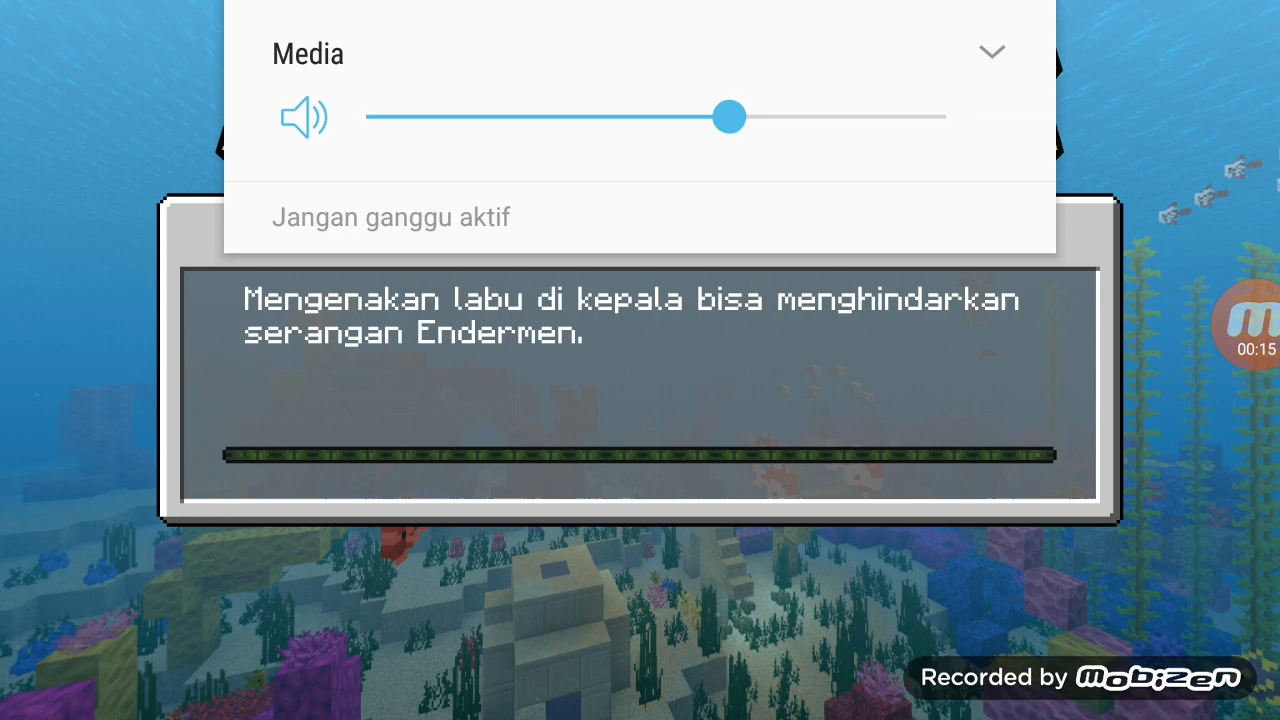 Media
Jangan ganggu aktif
Mengenakan labu di kepala bisa menghindarkan
serangan Endermen.
00:15
Recorded by mobizen